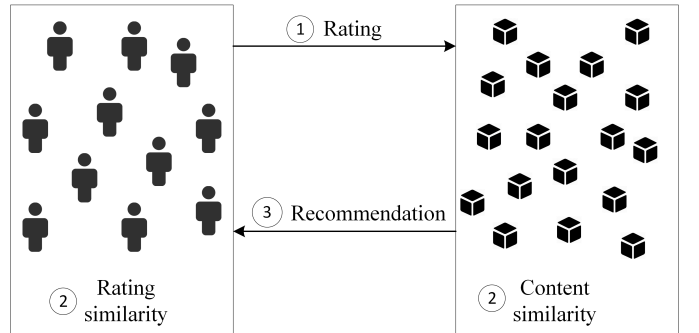 ① Rating
③ Recommendation
② Rating
similarity
② Content
similarity